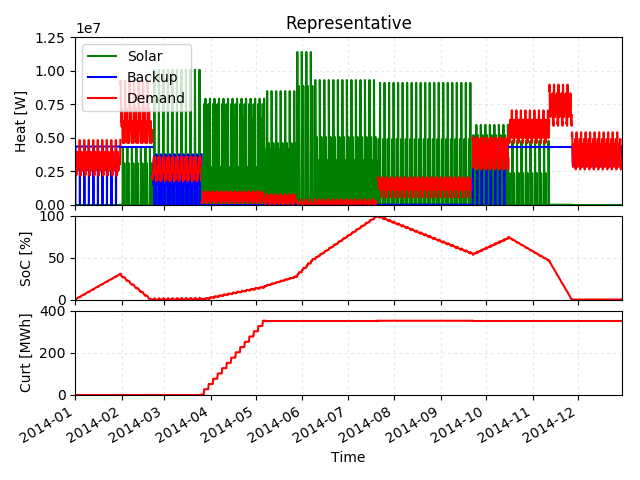 Representative
1e7
1.25
1.00
0.75
0.50
0.25
0.00
Heat [W]
Solar
Backup
Demand
100
50
0
SoC [%]
400
200
0
Curt [MWh]
2014-01
2014-02
2014-03
2014-04
2014-05
2014-06
2014-07
2014-08
2014-09
2014-10
2014-11
2014-12
Time